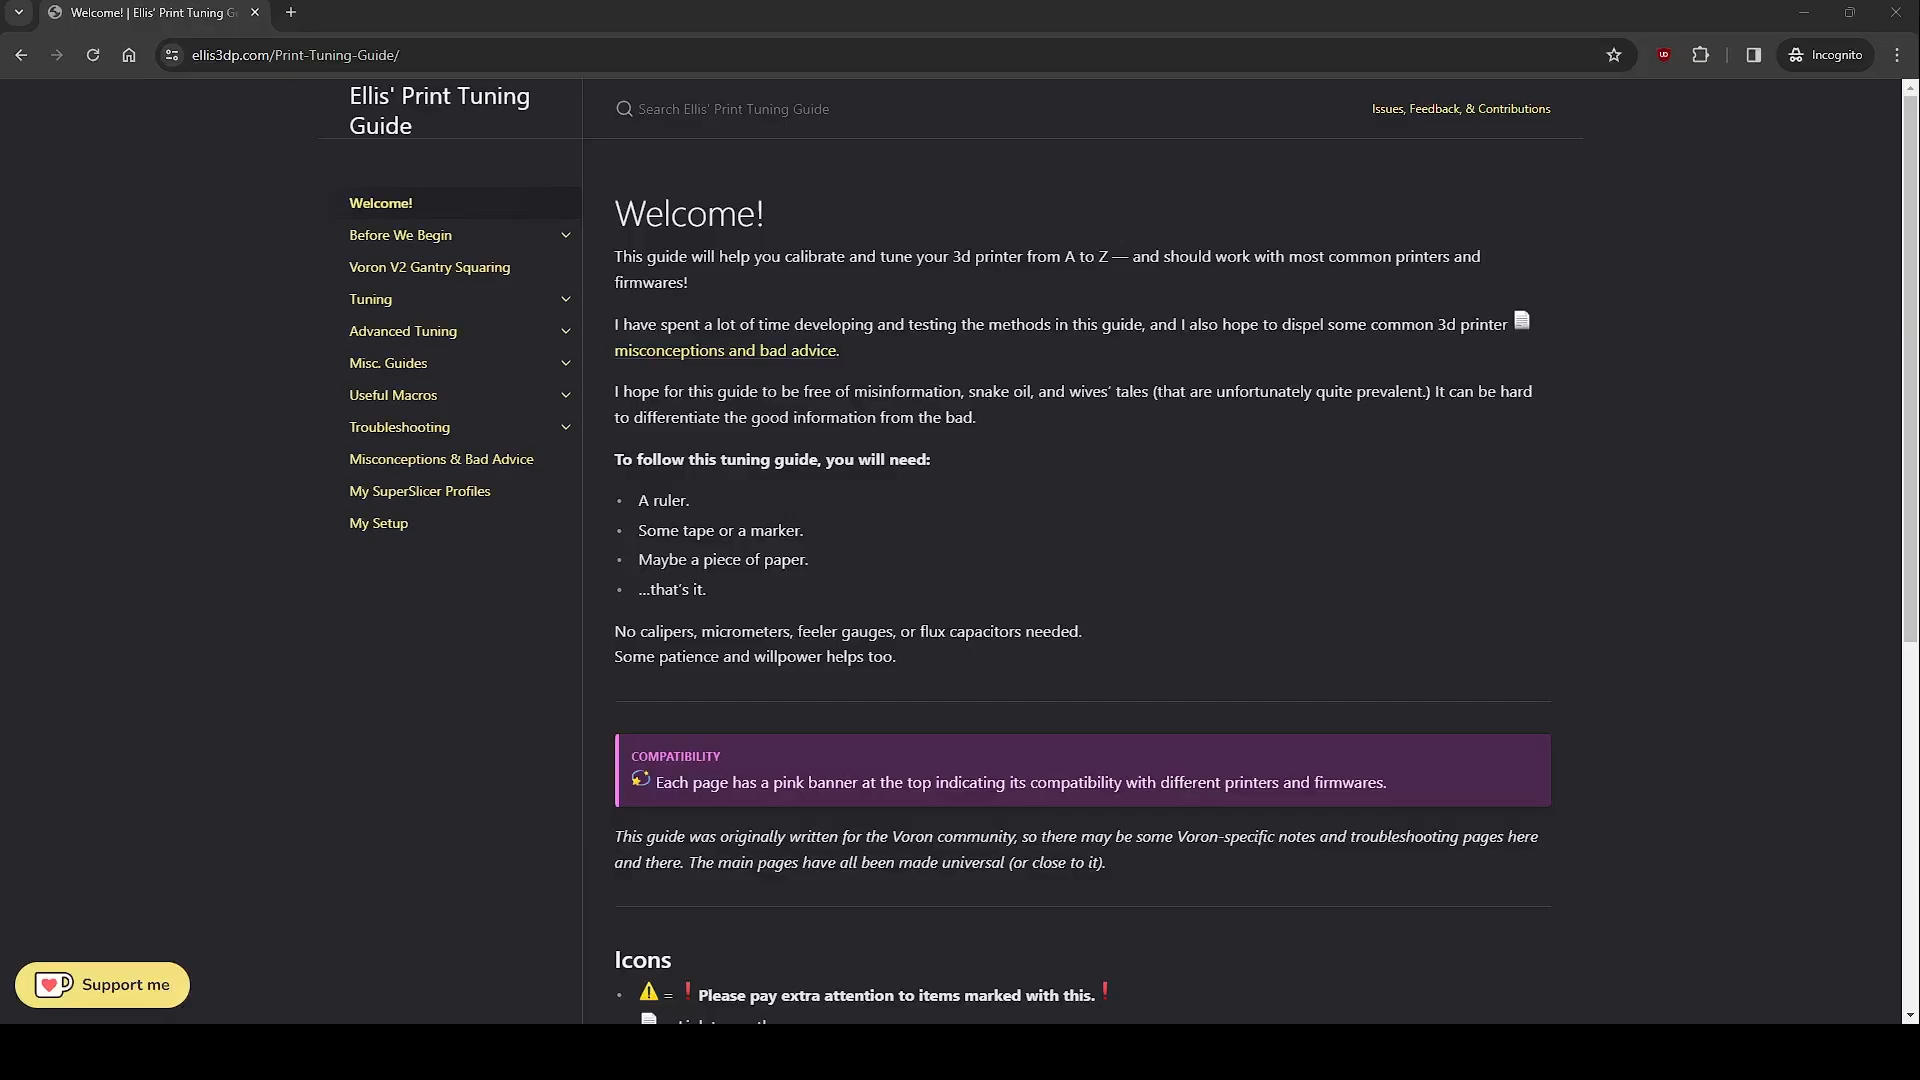 Welcome! | Ellis' Print Tuning G
ellis3dp.com/Print-Tuning-Guide/
Incognito
Ellis' Print Tuning
Guide
Search Ellis' Print Tuning Guide
Issues, Feedback, & Contributions
Welcome!
Before We Begin
Voron V2 Gantry Squaring
Tuning
Advanced Tuning
Misc. Guides
Useful Macros
Troubleshooting
Misconceptions & Bad Advice
My SuperSlicer Profiles
My Setup
Welcome!
This guide will help you calibrate and tune your 3d printer from A to Z — and should work with most common printers and
firmwares!
I have spent a lot of time developing and testing the methods in this guide, and I also hope to dispel some common 3d printer
misconceptions and bad advice.
I hope for this guide to be free of misinformation, snake oil, and wives’ tales (that are unfortunately quite prevalent.) It can be hard
to differentiate the good information from the bad.
To follow this tuning guide, you will need:
• A ruler.
• Some tape or a marker.
• Maybe a piece of paper.
• …that’s it.
No calipers, micrometers, feeler gauges, or flux capacitors needed.
Some patience and willpower helps too.
COMPATIBILITY
💫 Each page has a pink banner at the top indicating its compatibility with different printers and firmwares.
This guide was originally written for the Voron community, so there may be some Voron-specific notes and troubleshooting pages here
and there. The main pages have all been made universal (or close to it).
Icons
• ⚠️ = ❗Please pay extra attention to items marked with this.❗
Support me